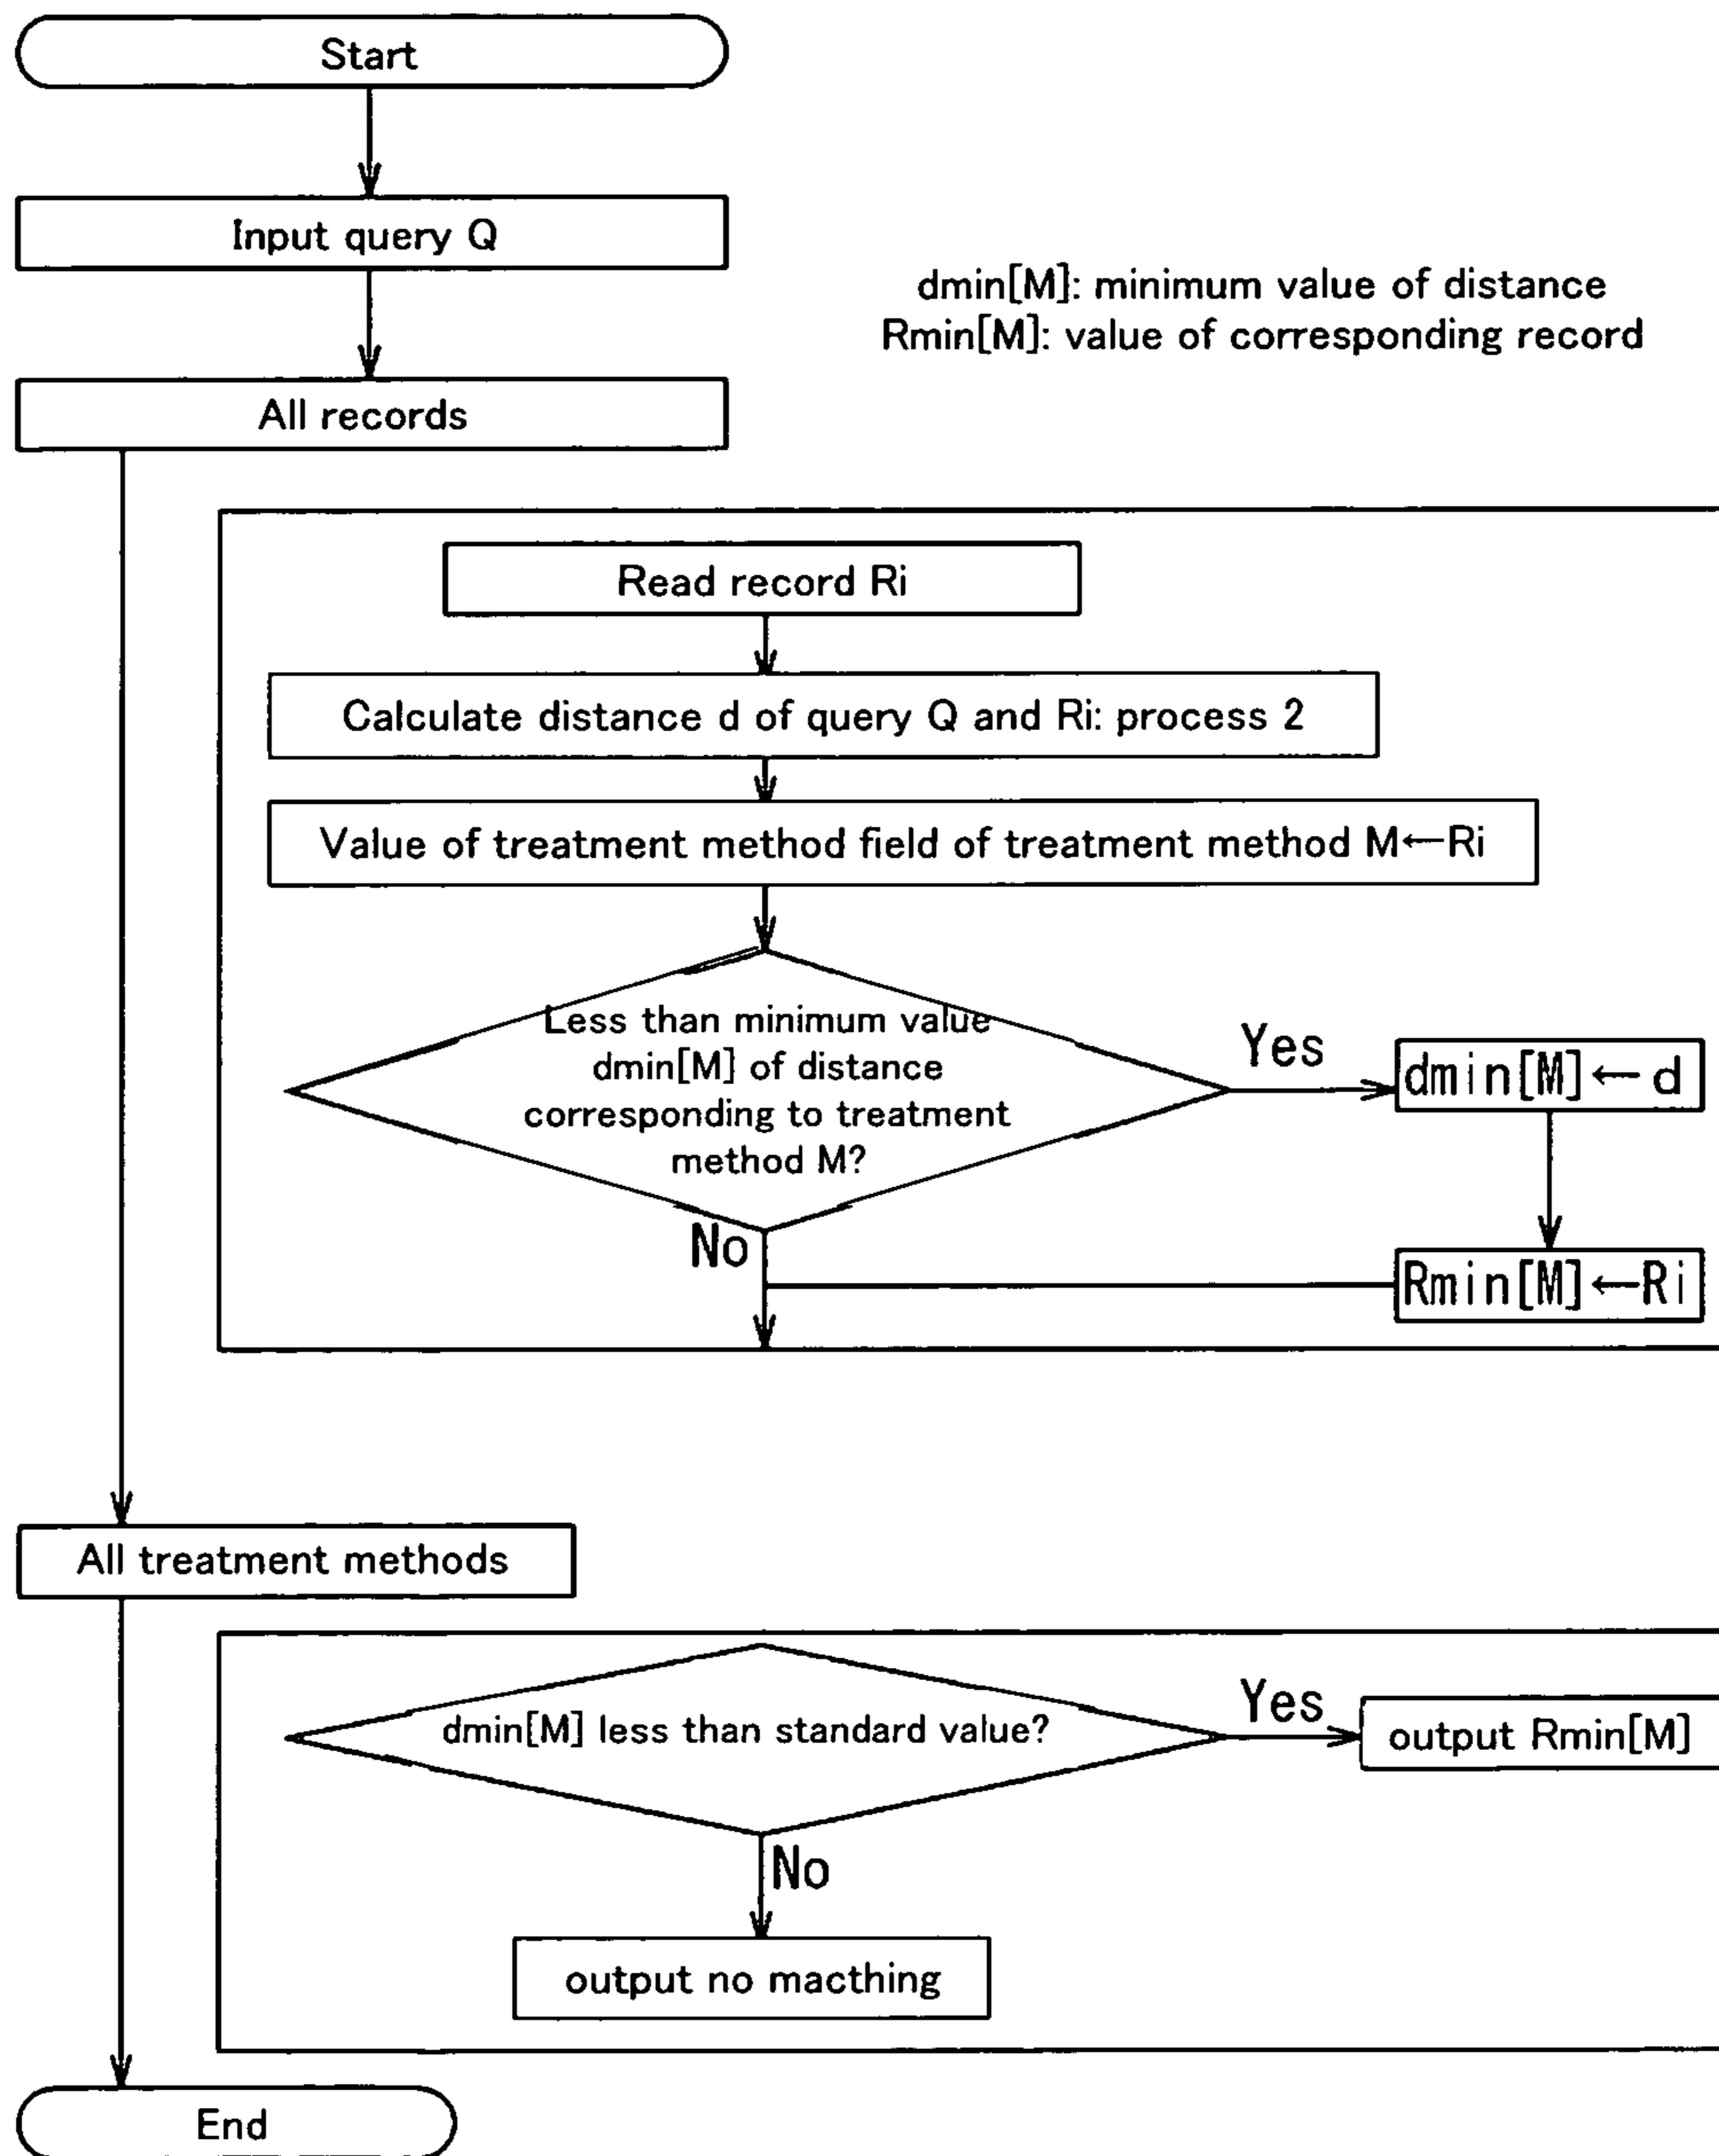 Start
Input query Q
dmin[M]: minimum value of distance
Rmin[M]: value of corresponding record
All records
Read record Ri
Calculate distance d of query Q and Ri: process 2
Value of treatment method field of treatment method M←Ri
Less than minimum value
dmin[M] of distance
corresponding to treatment
method M?
Yes
dmin[M]←d
No
Rmin[M]←Ri
All treatment methods
dmin[M] less than standard value?
Yes
output Rmin[M]
No
output no macthing
End